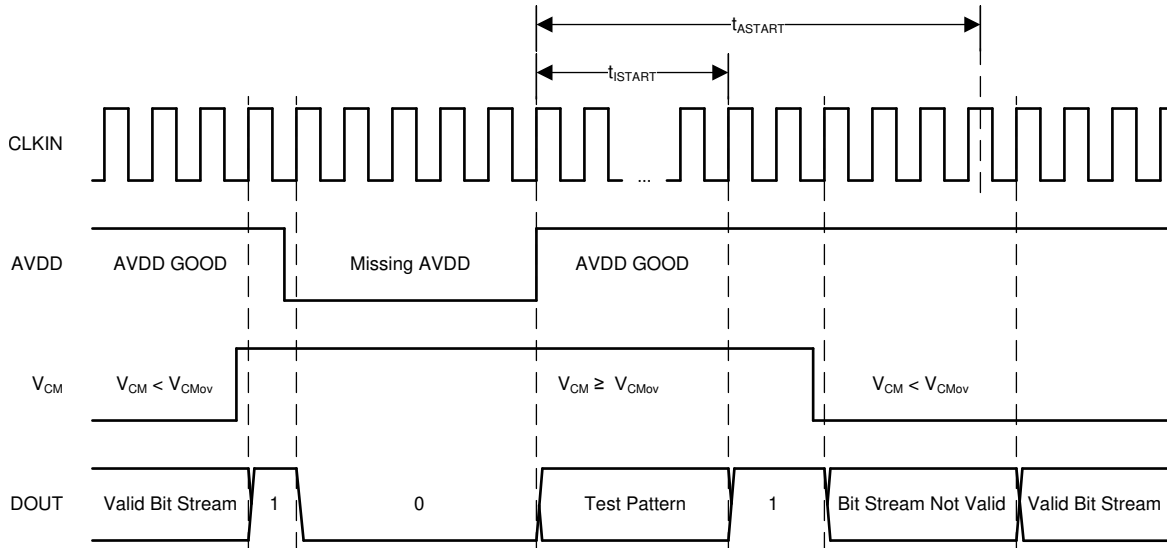 tASTART
tISTART
CLKIN
...
AVDD AVDD GOOD Missing AVDD AVDD GOOD
VCM VCM < VCMov VCM ≥ VCMov VCM < VCMov
DOUT Valid Bit Stream 1 0 Test Pattern 1 Bit Stream Not Valid Valid Bit Stream